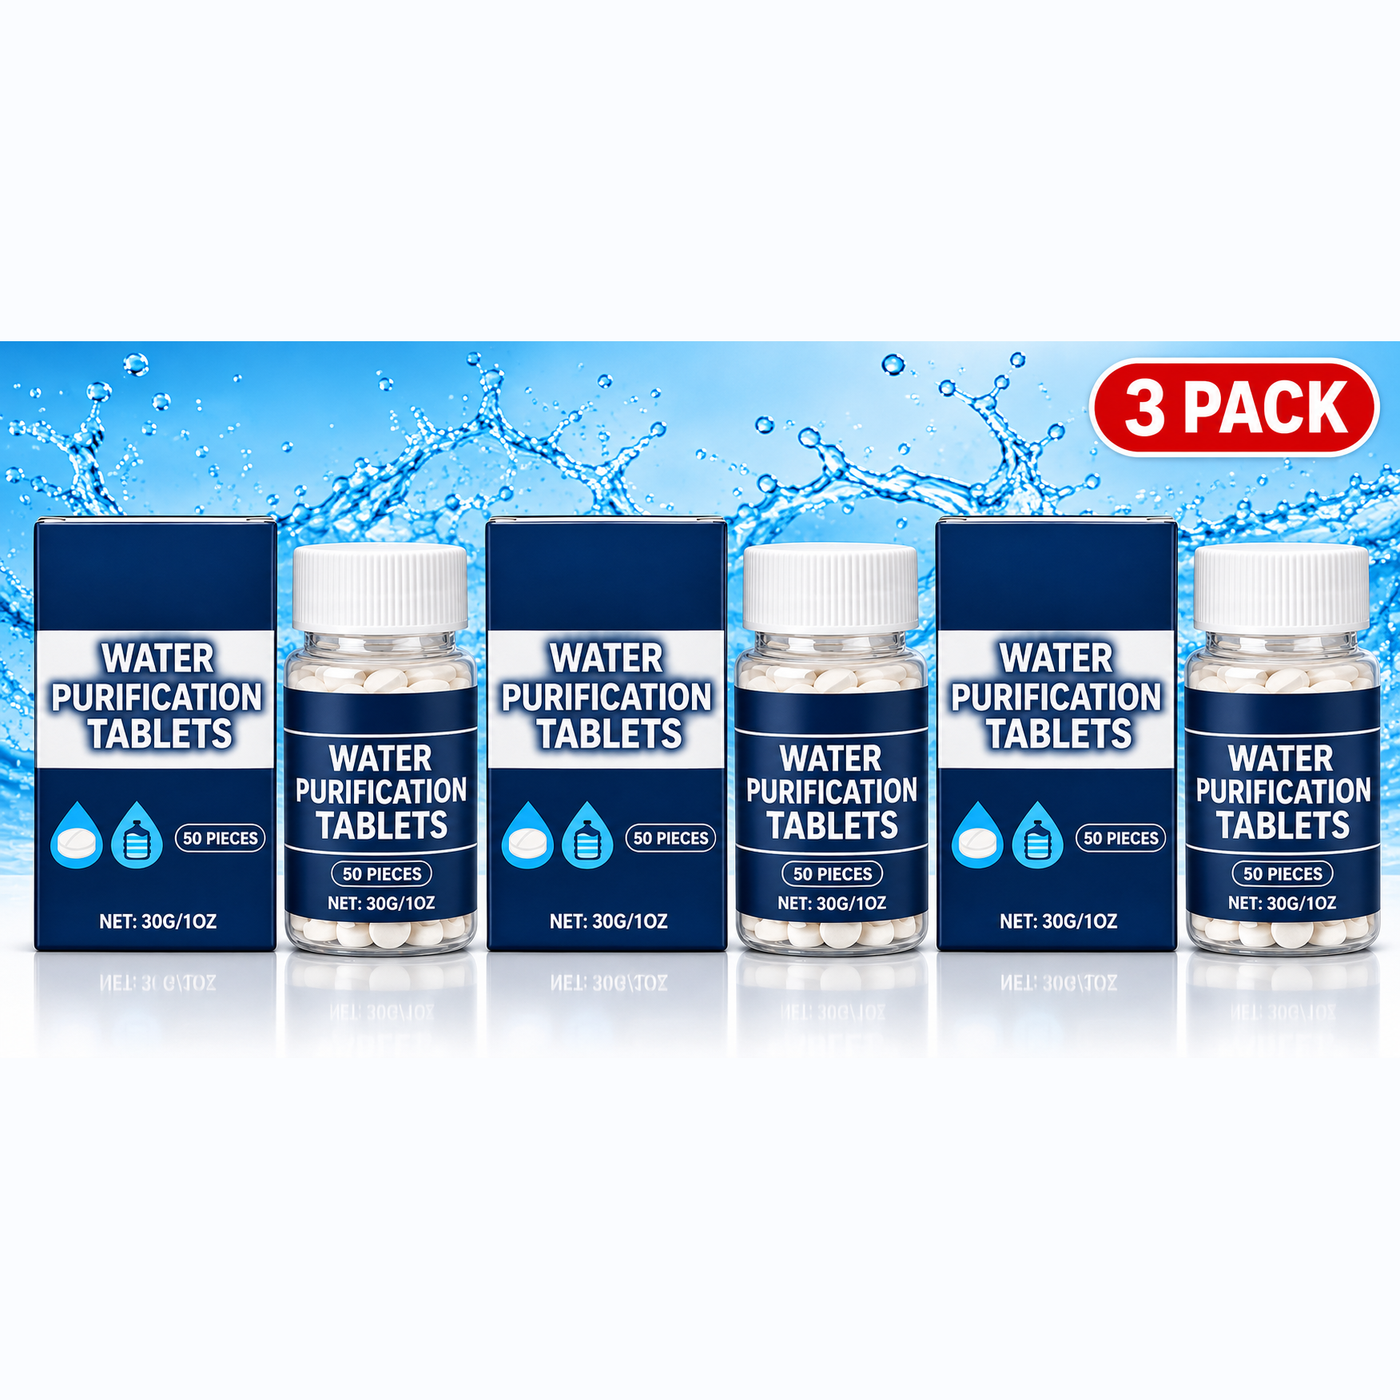 3 PACK
WATER
PURIFICATION
TABLETS
50 PIECES
NET: 30G/1OZ
WATER
PURIFICATION
TABLETS
50 PIECES
NET: 30G/1OZ
WATER
PURIFICATION
TABLETS
50 PIECES
NET: 30G/1OZ
WATER
PURIFICATION
TABLETS
50 PIECES
NET: 30G/1OZ
WATER
PURIFICATION
TABLETS
50 PIECES
NET: 30G/1OZ
WATER
PURIFICATION
TABLETS
50 PIECES
NET: 30G/1OZ